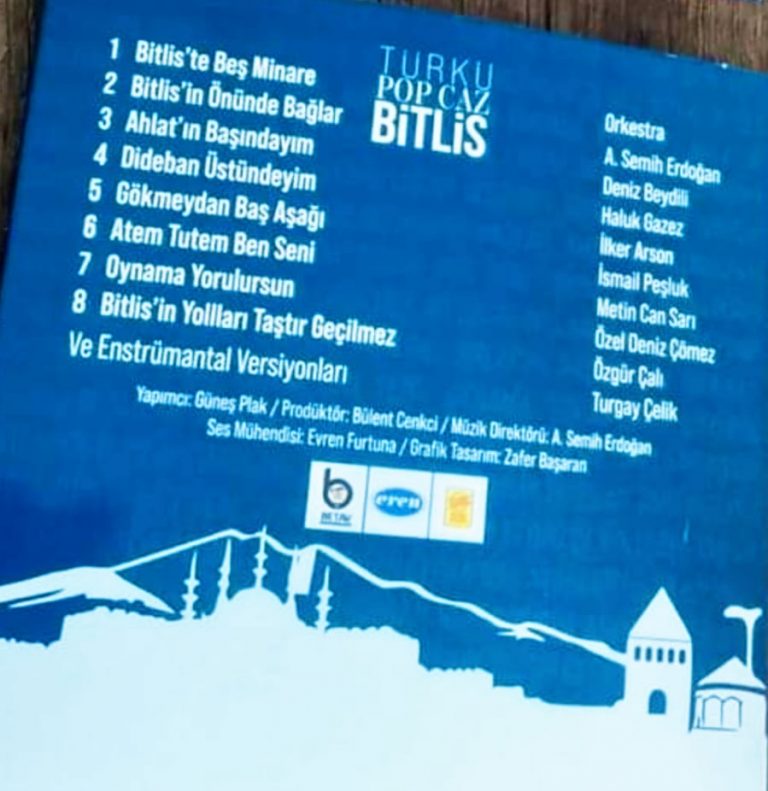 1 Bitlis'te Beş Minare
2 Bitlis'in Önünde Bağlar
3 Ahlat'ın Başındayım
4 Dideban Üstündeyim
5 Gökmeydan Baş Aşağı
6 Atem Tutem Ben Seni
7 Oynama Yorulursun
8 Bitlis'in Yollları Taştır Geçilmez
Ve Enstrümantal Versiyonları
TURKU
POP CAZ
BiTLiS
Orkestra
A. Semih Erdoğan
Deniz Beydili
Haluk Gazez
İlker Arson
İsmail Peşluk
Metin Can Sarı
Özel Deniz Çömez
Özgür Çalı
Turgay Çelik
Yapımcı: Güneş Plak / Prodüktör: Bülent Cenkci / Müzik Direktörü: A. Semih Erdoğan
Ses Mühendisi: Evren Furtuna / Grafik Tasarım: Zafer Başaran
BETAV
eren